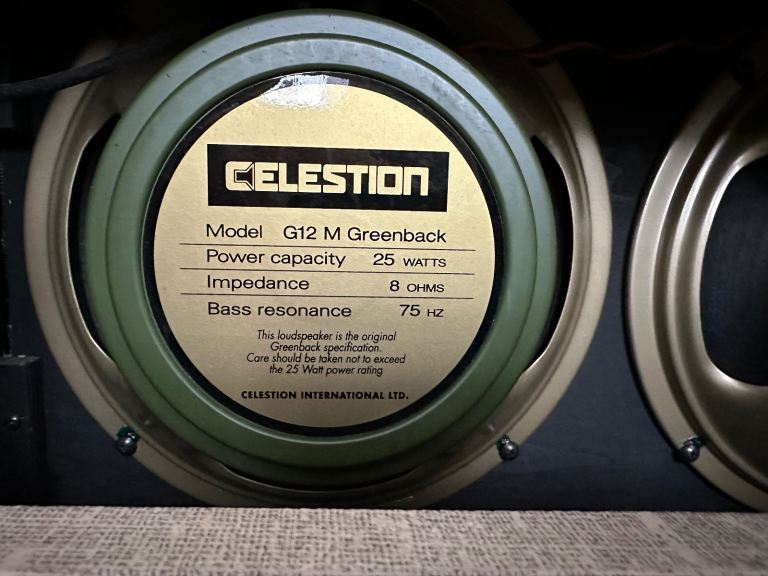 CELESTION
Model G12 M Greenback
Power capacity 25 WATTS
Impedance 8 OHMS
Bass resonance 75 HZ
This loudspeaker is the original
Greenback specification.
Care should be taken not to exceed
the 25 Watt power rating
CELESTION INTERNATIONAL LTD.